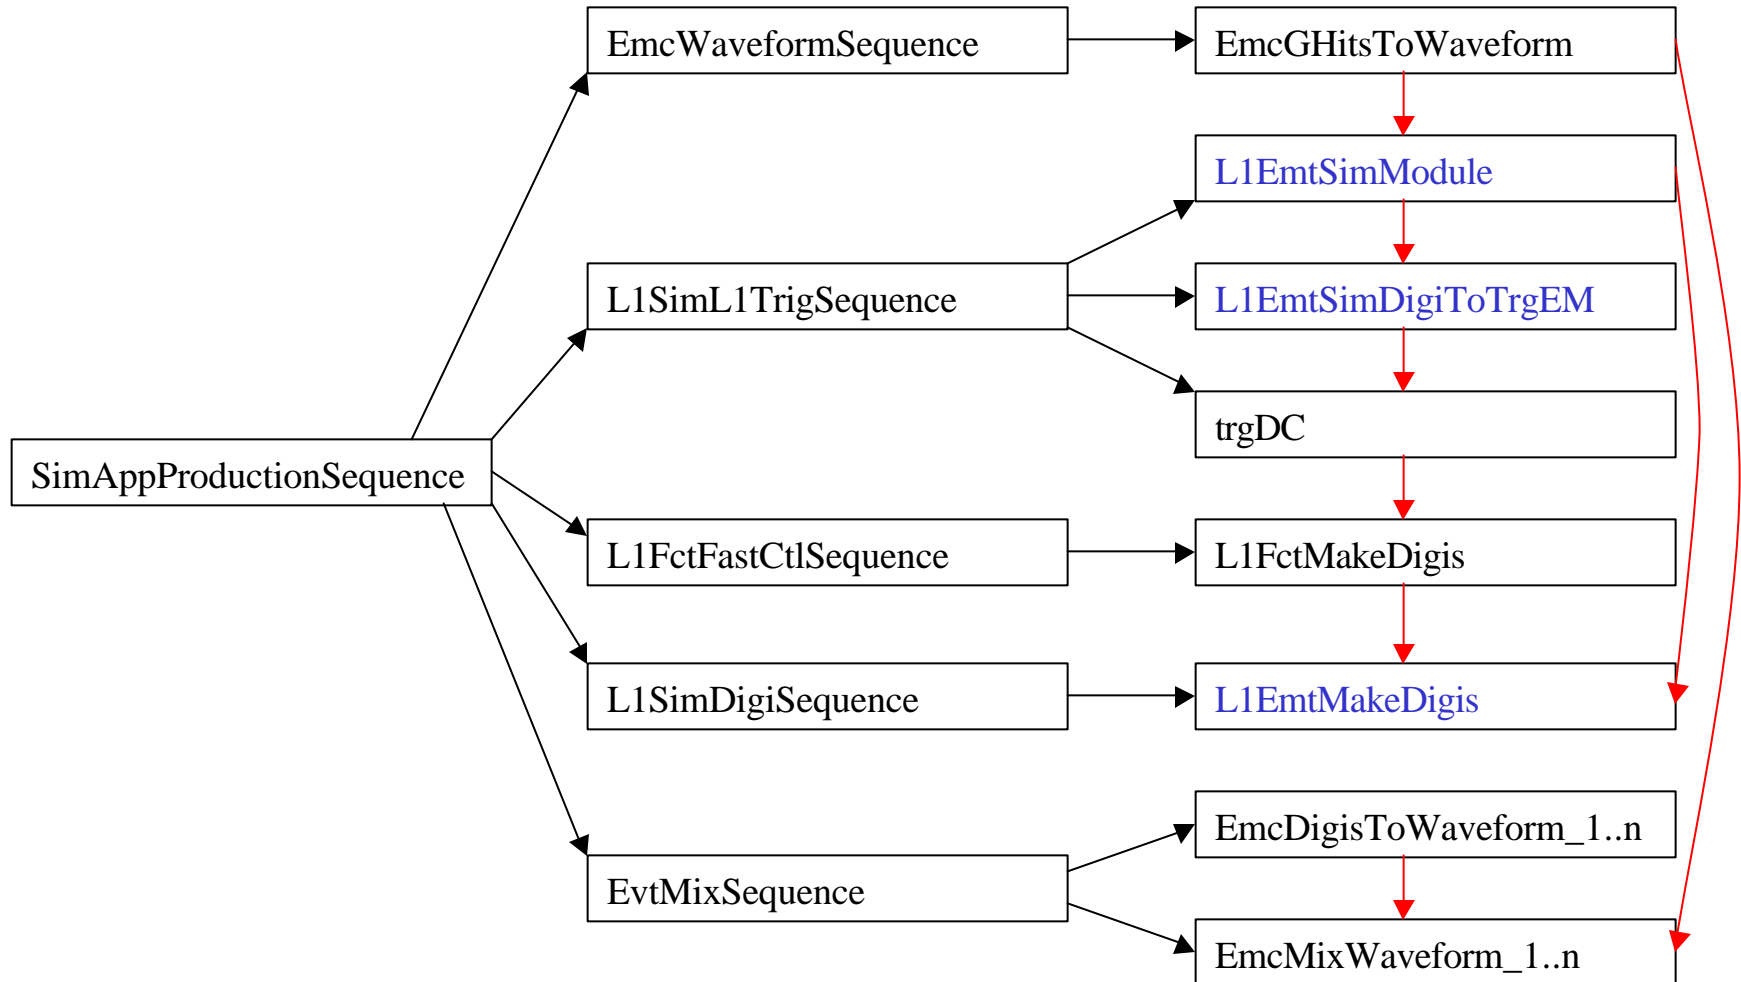 EmcWaveformSequence
EmcGHitsToWaveform
L1EmtSimModule
L1SimL1TrigSequence
L1EmtSimDigiToTrgEM
trgDC
SimAppProductionSequence
L1FctFastCtlSequence
L1FctMakeDigis
L1SimDigiSequence
L1EmtMakeDigis
EmcDigisToWaveform_1..n
EvtMixSequence
EmcMixWaveform_1..n